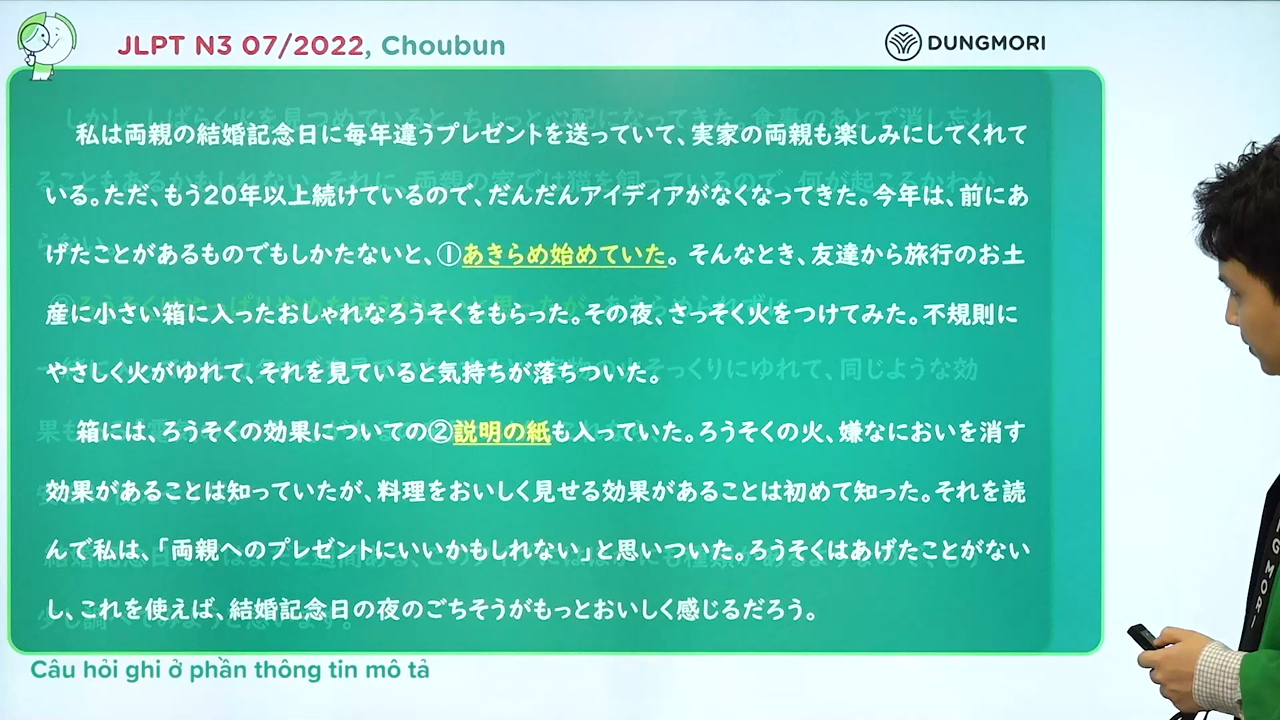 JLPT N3 07/2022, Choubun
DUNGMORI
私は両親の結婚記念日に毎年違うプレゼントを送っていて、実家の両親も楽しみにしてくれて
いる。ただ、もう20年以上続けているので、だんだんアイディアがなくなってきた。今年は、前にあ
げたことがあるものでもしかたないと、①あきらめ始めていた。そんなとき、友達から旅行のお土
産に小さい箱に入ったおしゃれなろうそくをもらった。その夜、さっそく火をつけてみた。不規則に
やさしく火がゆれて、それを見ていると気持ちが落ちついた。
箱には、ろうそくの効果についての②説明の紙も入っていた。ろうそくの火、嫌なにおいを消す
効果があることは知っていたが、料理をおいしく見せる効果があることは初めて知った。それを読
んで私は、「両親へのプレゼントにいいかもしれない」と思いついた。ろうそくはあげたことがない
し、これを使えば、結婚記念日の夜のごちそうがもっとおいしく感じるだろう。
Câu hỏi ghi ở phần thông tin mô tả
G MORI